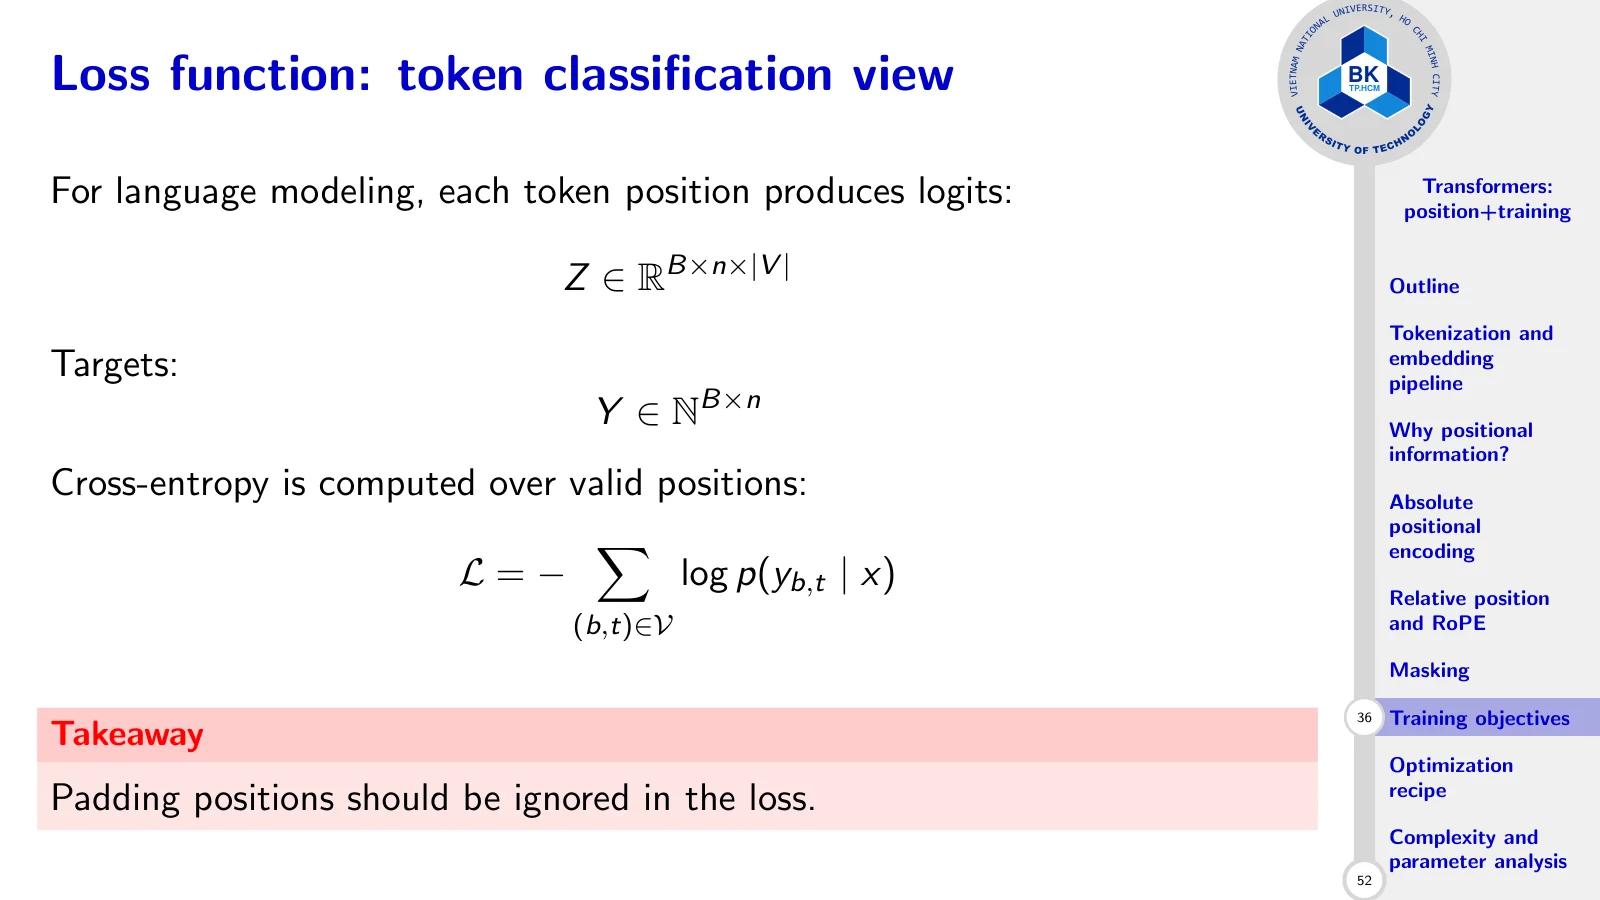 Loss function: token classification view
For language modeling, each token position produces logits:
Z ∈ ℝ^{B×n×|V|}
Targets:
Y ∈ ℕ^{B×n}
Cross-entropy is computed over valid positions:
ℒ = − ∑_{(b,t)∈𝒱} log p(y_{b,t} | x)
Takeaway
Padding positions should be ignored in the loss.
VIETNAM NATIONAL UNIVERSITY, HO CHI MINH CITY
BK
TP.HCM
UNIVERSITY OF TECHNOLOGY
Transformers:
position+training
Outline
Tokenization and
embedding
pipeline
Why positional
information?
Absolute
positional
encoding
Relative position
and RoPE
Masking
36
Training objectives
Optimization
recipe
Complexity and
parameter analysis
52